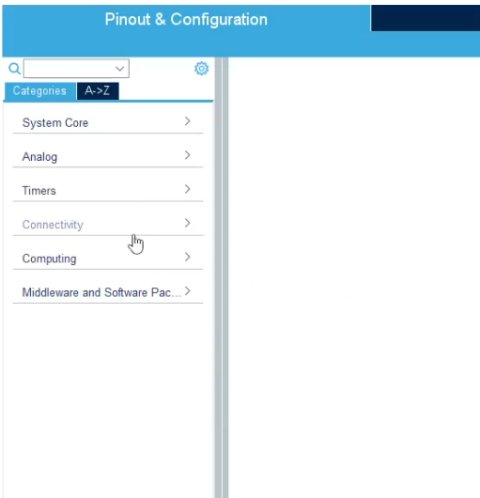 Pinout & Configuration
Categories A->Z
System Core
Analog
Timers
Connectivity
Computing
Middleware and Software Pac...